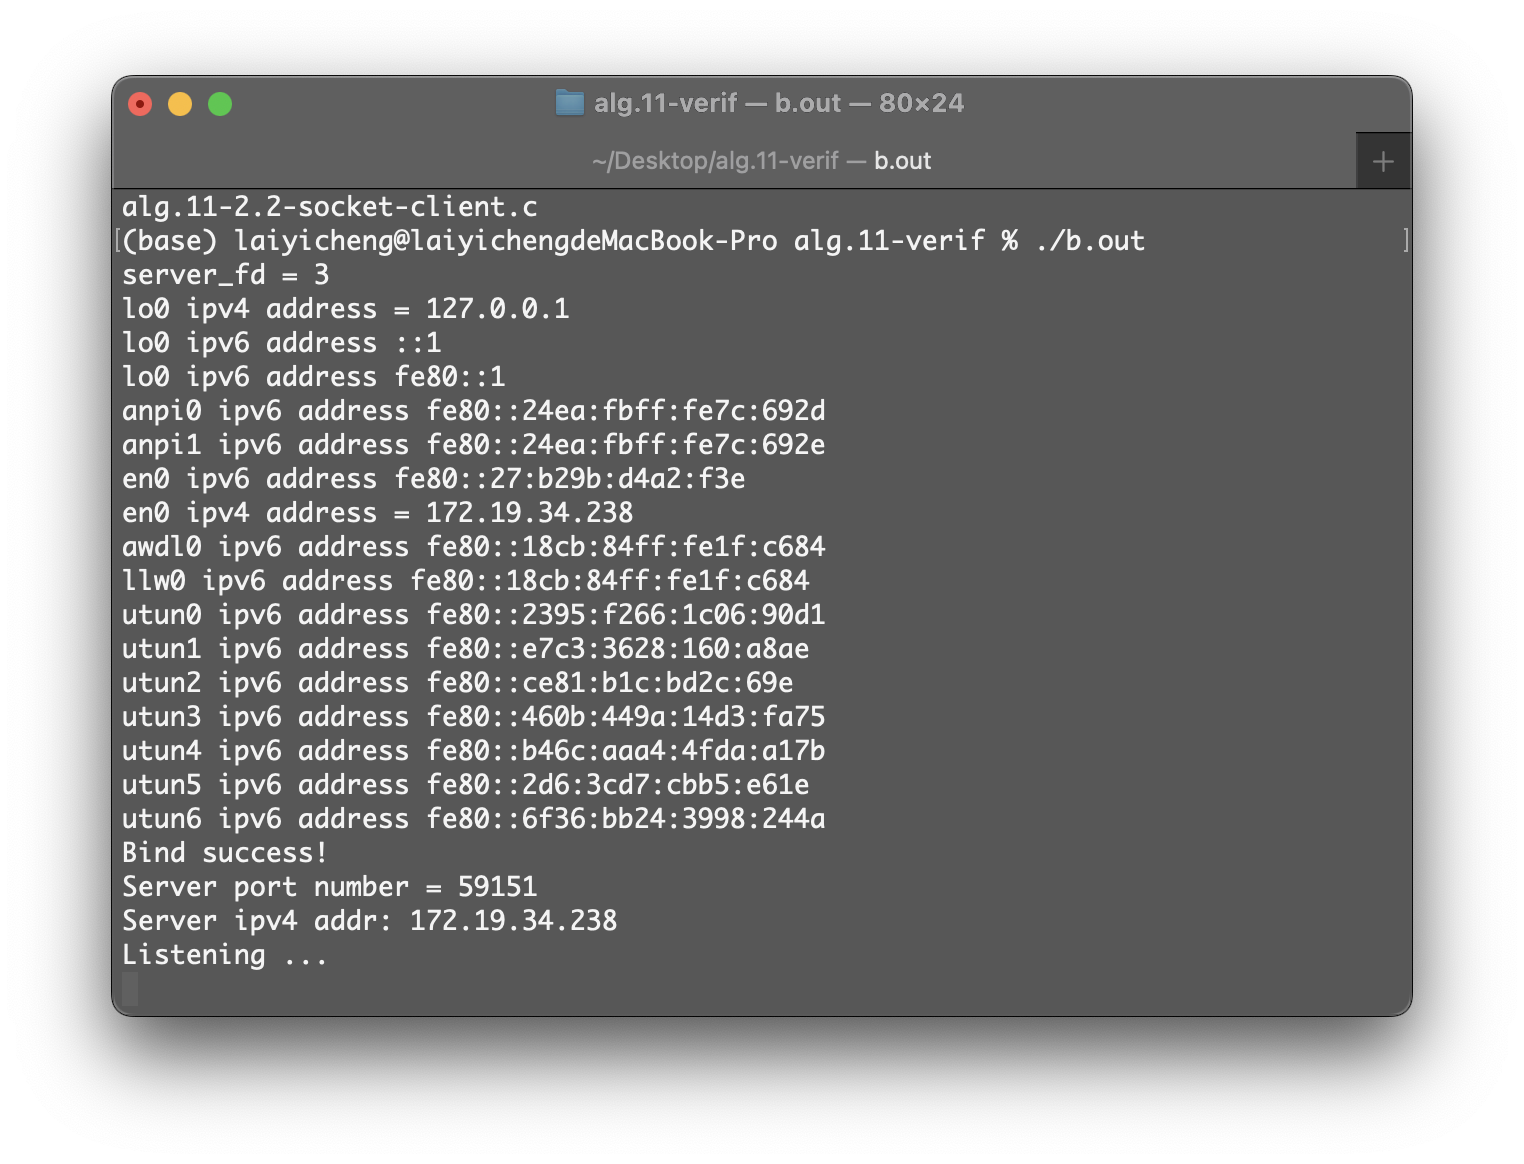 alg.11-verif — b.out — 80×24
~/Desktop/alg.11-verif — b.out
+
alg.11-2.2-socket-client.c
[(base) laiyicheng@laiyichengdeMacBook-Pro alg.11-verif % ./b.out ]
server_fd = 3
lo0 ipv4 address = 127.0.0.1
lo0 ipv6 address ::1
lo0 ipv6 address fe80::1
anpi0 ipv6 address fe80::24ea:fbff:fe7c:692d
anpi1 ipv6 address fe80::24ea:fbff:fe7c:692e
en0 ipv6 address fe80::27:b29b:d4a2:f3e
en0 ipv4 address = 172.19.34.238
awdl0 ipv6 address fe80::18cb:84ff:fe1f:c684
llw0 ipv6 address fe80::18cb:84ff:fe1f:c684
utun0 ipv6 address fe80::2395:f266:1c06:90d1
utun1 ipv6 address fe80::e7c3:3628:160:a8ae
utun2 ipv6 address fe80::ce81:b1c:bd2c:69e
utun3 ipv6 address fe80::460b:449a:14d3:fa75
utun4 ipv6 address fe80::b46c:aaa4:4fda:a17b
utun5 ipv6 address fe80::2d6:3cd7:cbb5:e61e
utun6 ipv6 address fe80::6f36:bb24:3998:244a
Bind success!
Server port number = 59151
Server ipv4 addr: 172.19.34.238
Listening ...